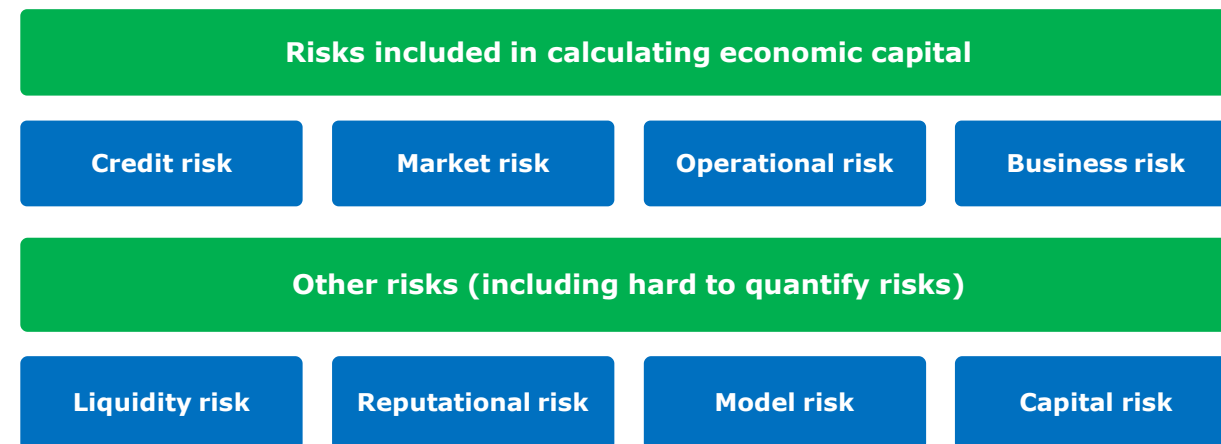 Risks included in calculating economic capital
Credit risk
Market risk
Operational risk
Business risk
Other risks (including hard to quantify risks)
Liquidity risk
Reputational risk
Model risk
Capital risk